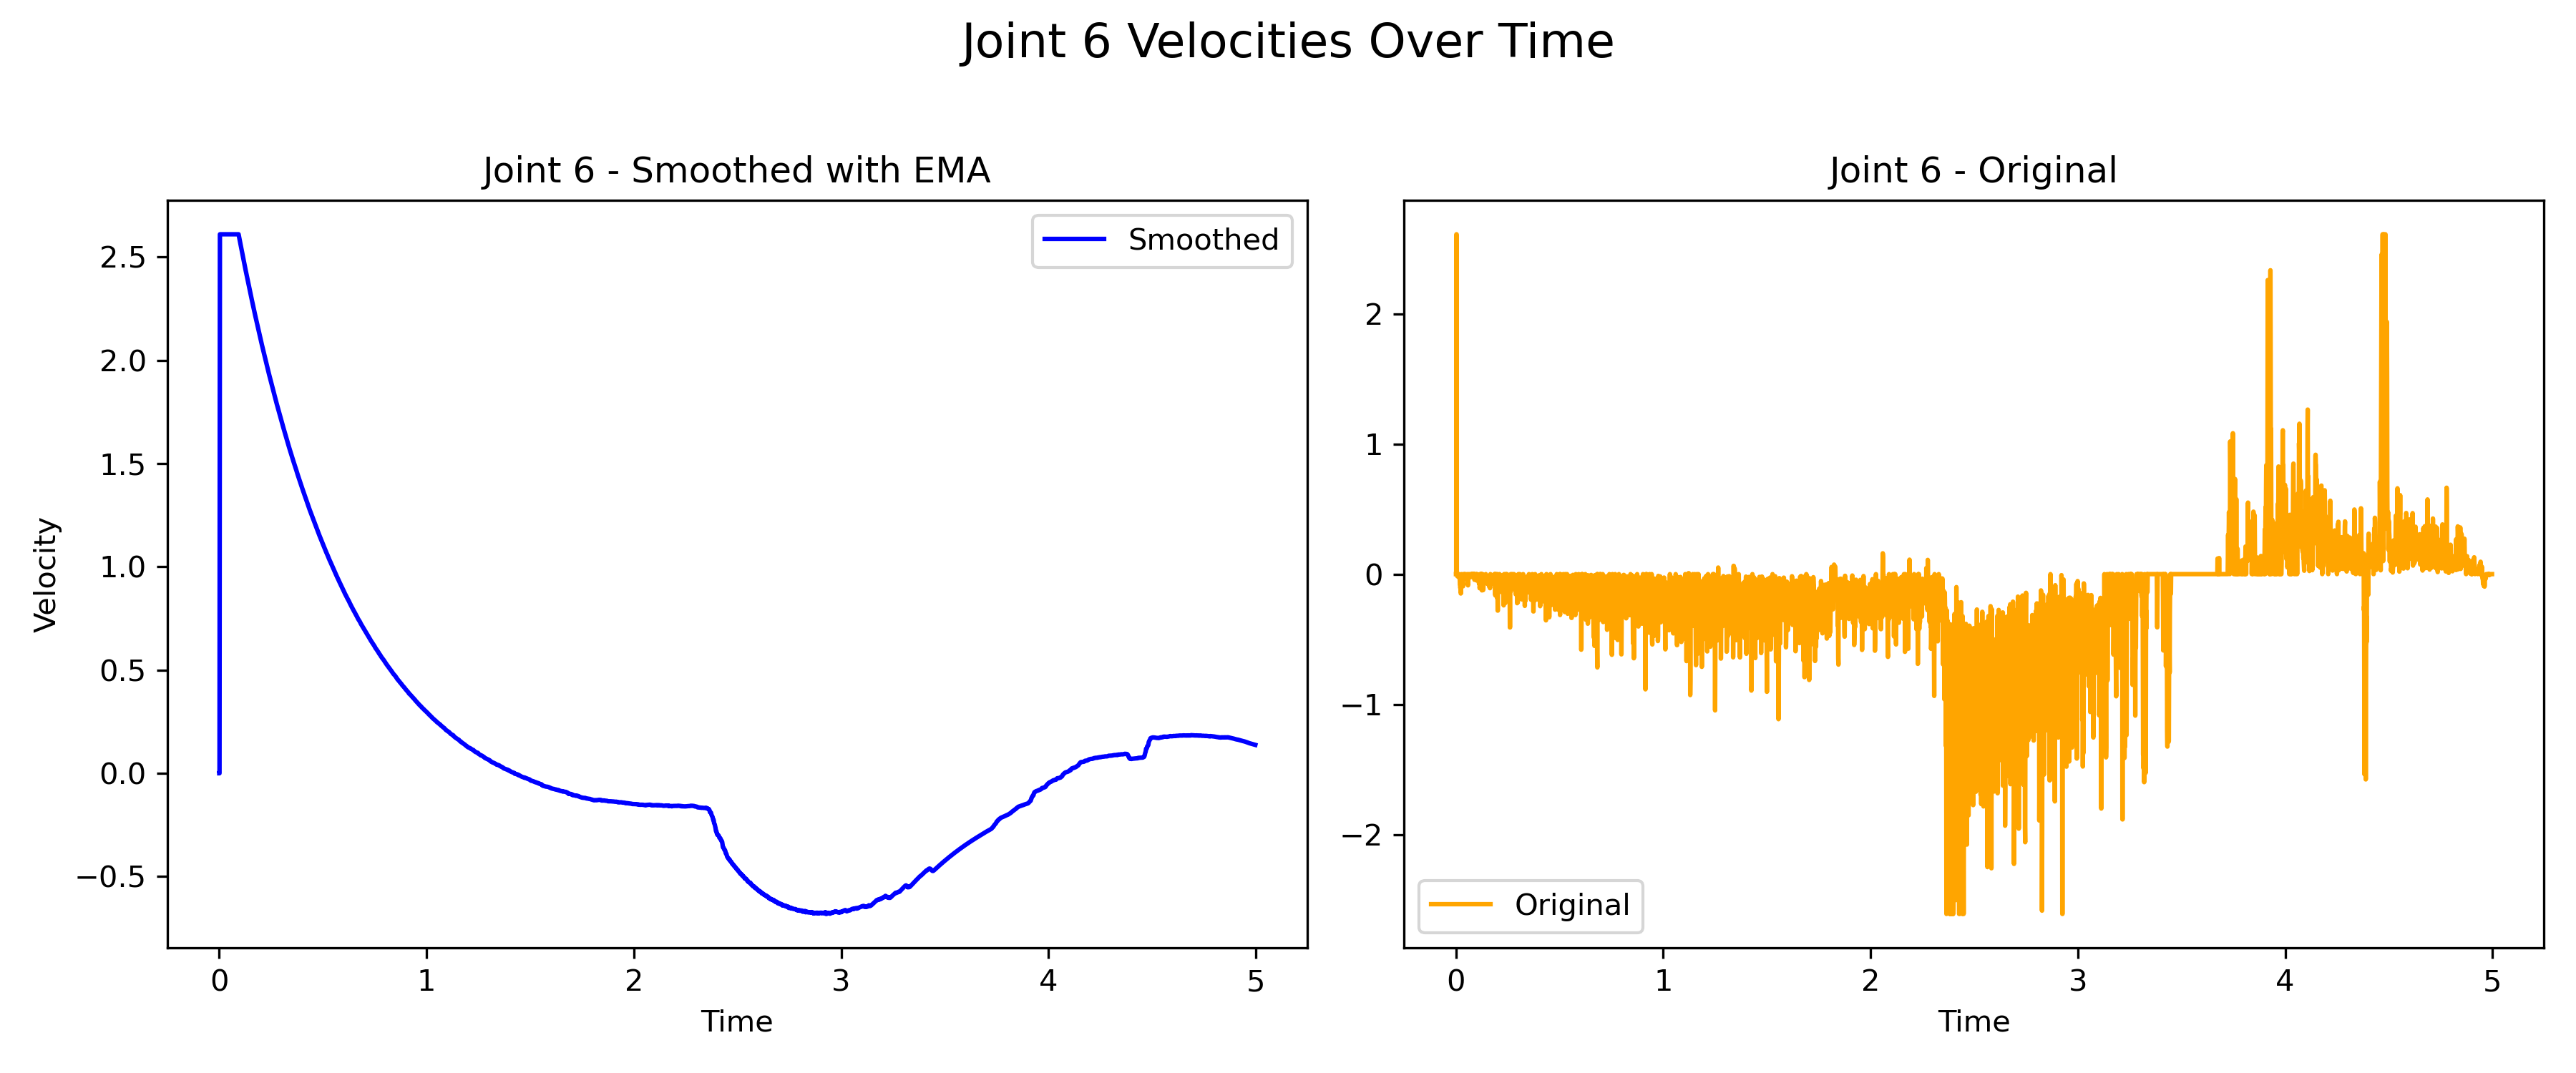 Joint 6 Velocities Over Time
Joint 6 - Smoothed with EMA
Smoothed
2.5
2.0
1.5
1.0
0.5
0.0
−0.5
Velocity
0 1 2 3 4 5
Time
Joint 6 - Original
2
1
0
−1
−2
Original
0 1 2 3 4 5
Time